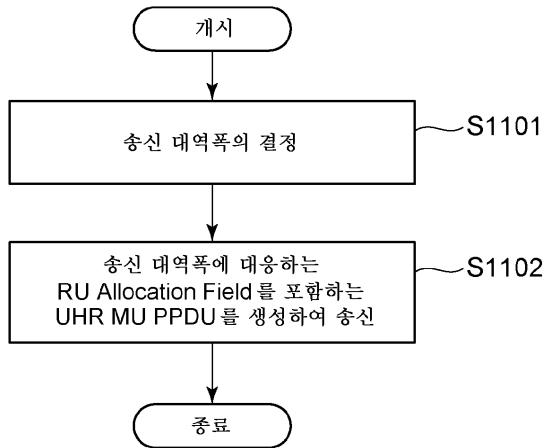 개시
송신 대역폭의 결정
S1101
송신 대역폭에 대응하는
RU Allocation Field를 포함하는
UHR MU PPDU를 생성하여 송신
S1102
종료